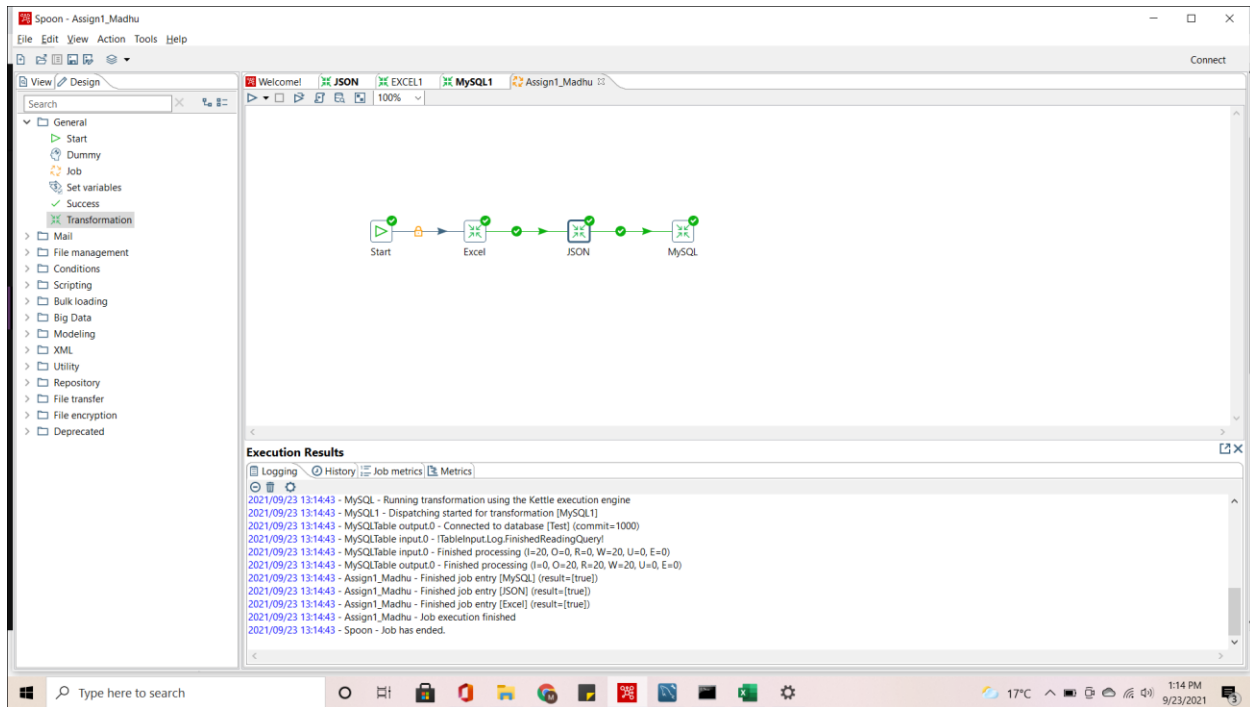 Spoon - Assign1_Madhu
File Edit View Action Tools Help
Connect
View Design
Welcome! JSON EXCEL1 MySQL1 Assign1_Madhu
Search
100%
General
Start
Dummy
Job
Set variables
Success
Transformation
Mail
File management
Conditions
Scripting
Bulk loading
Big Data
Modeling
XML
Utility
Repository
File transfer
File encryption
Deprecated
Start Excel JSON MySQL
Execution Results
Logging History Job metrics Metrics
2021/09/23 13:14:43 - MySQL - Running transformation using the Kettle execution engine
2021/09/23 13:14:43 - MySQL1 - Dispatching started for transformation [MySQL1]
2021/09/23 13:14:43 - MySQLTable output.0 - Connected to database [Test] (commit=1000)
2021/09/23 13:14:43 - MySQLTable input.0 - !TableInput.Log.FinishedReadingQuery!
2021/09/23 13:14:43 - MySQLTable input.0 - Finished processing (I=20, O=0, R=0, W=20, U=0, E=0)
2021/09/23 13:14:43 - MySQLTable output.0 - Finished processing (I=0, O=20, R=20, W=20, U=0, E=0)
2021/09/23 13:14:43 - Assign1_Madhu - Finished job entry [MySQL] (result=[true])
2021/09/23 13:14:43 - Assign1_Madhu - Finished job entry [JSON] (result=[true])
2021/09/23 13:14:43 - Assign1_Madhu - Finished job entry [Excel] (result=[true])
2021/09/23 13:14:43 - Assign1_Madhu - Job execution finished
2021/09/23 13:14:43 - Spoon - Job has ended.
Type here to search
17°C
1:14 PM
9/23/2021
3